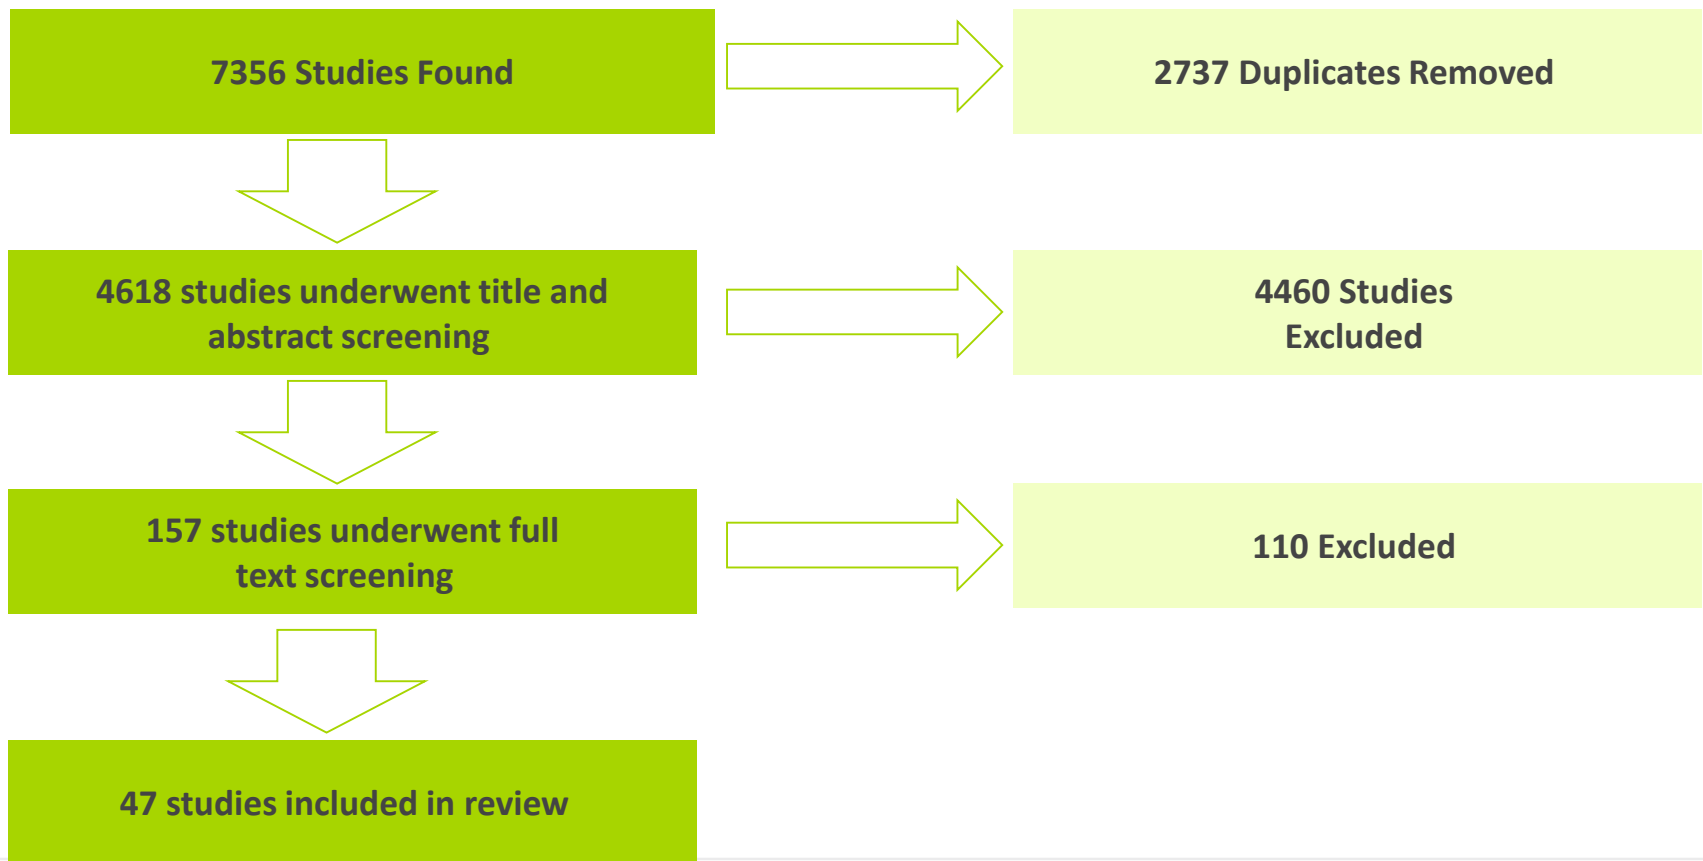 7356 Studies Found
2737 Duplicates Removed
4618 studies underwent title and
abstract screening
4460 Studies
Excluded
157 studies underwent full
text screening
110 Excluded
47 studies included in review